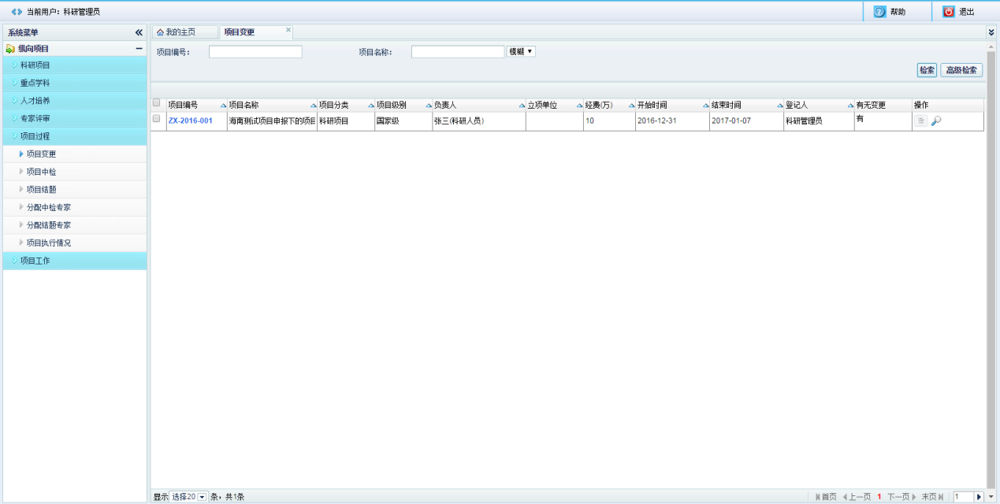 当前用户：科研管理员
帮助
退出
系统菜单
我的主页
项目变更
纵向项目
科研项目
重点学科
人才培养
专家评审
项目过程
项目变更
项目中检
项目结题
分配中检专家
分配结题专家
项目执行情况
项目工作
项目编号：
项目名称：
模糊
检索
高级检索
项目编号 项目名称 项目分类 项目级别 负责人 立项单位 经费(万) 开始时间 结束时间 登记人 有无变更 操作
ZX-2016-001 海南测试项目申报下的项目 科研项目 国家级 张三(科研人员) 10 2016-12-31 2017-01-07 科研管理员 有
显示 选择20 条，共1条
首页 上一页 1 下一页 末页 1